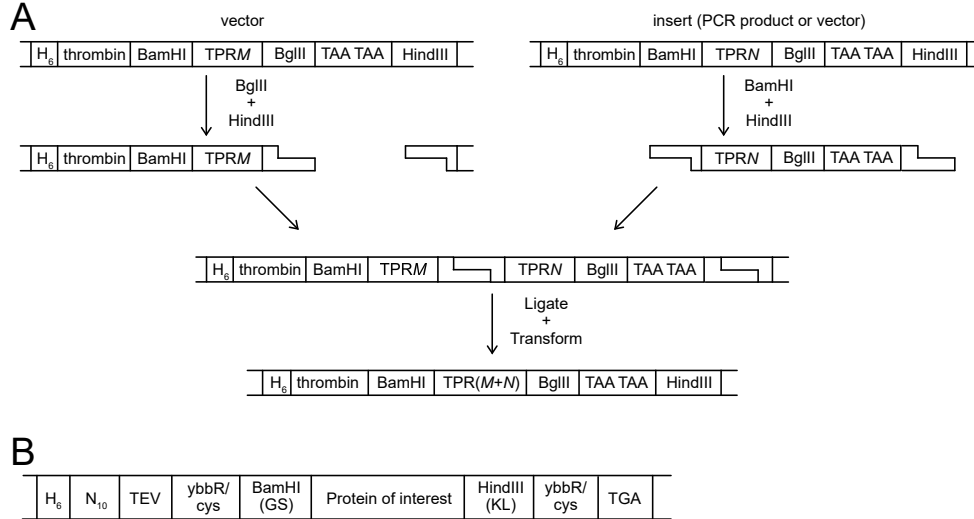 A
vector
insert (PCR product or vector)
H6 thrombin BamHI TPRM BglII TAA TAA HindIII
H6 thrombin BamHI TPRN BglII TAA TAA HindIII
BglII
+
HindIII
BamHI
+
HindIII
H6 thrombin BamHI TPRM
TPRN BglII TAA TAA
H6 thrombin BamHI TPRM TPRN BglII TAA TAA
Ligate
+
Transform
H6 thrombin BamHI TPR(M+N) BglII TAA TAA HindIII
B
H6 N10 TEV ybbR/ cys BamHI (GS) Protein of interest HindIII (KL) ybbR/ cys TGA